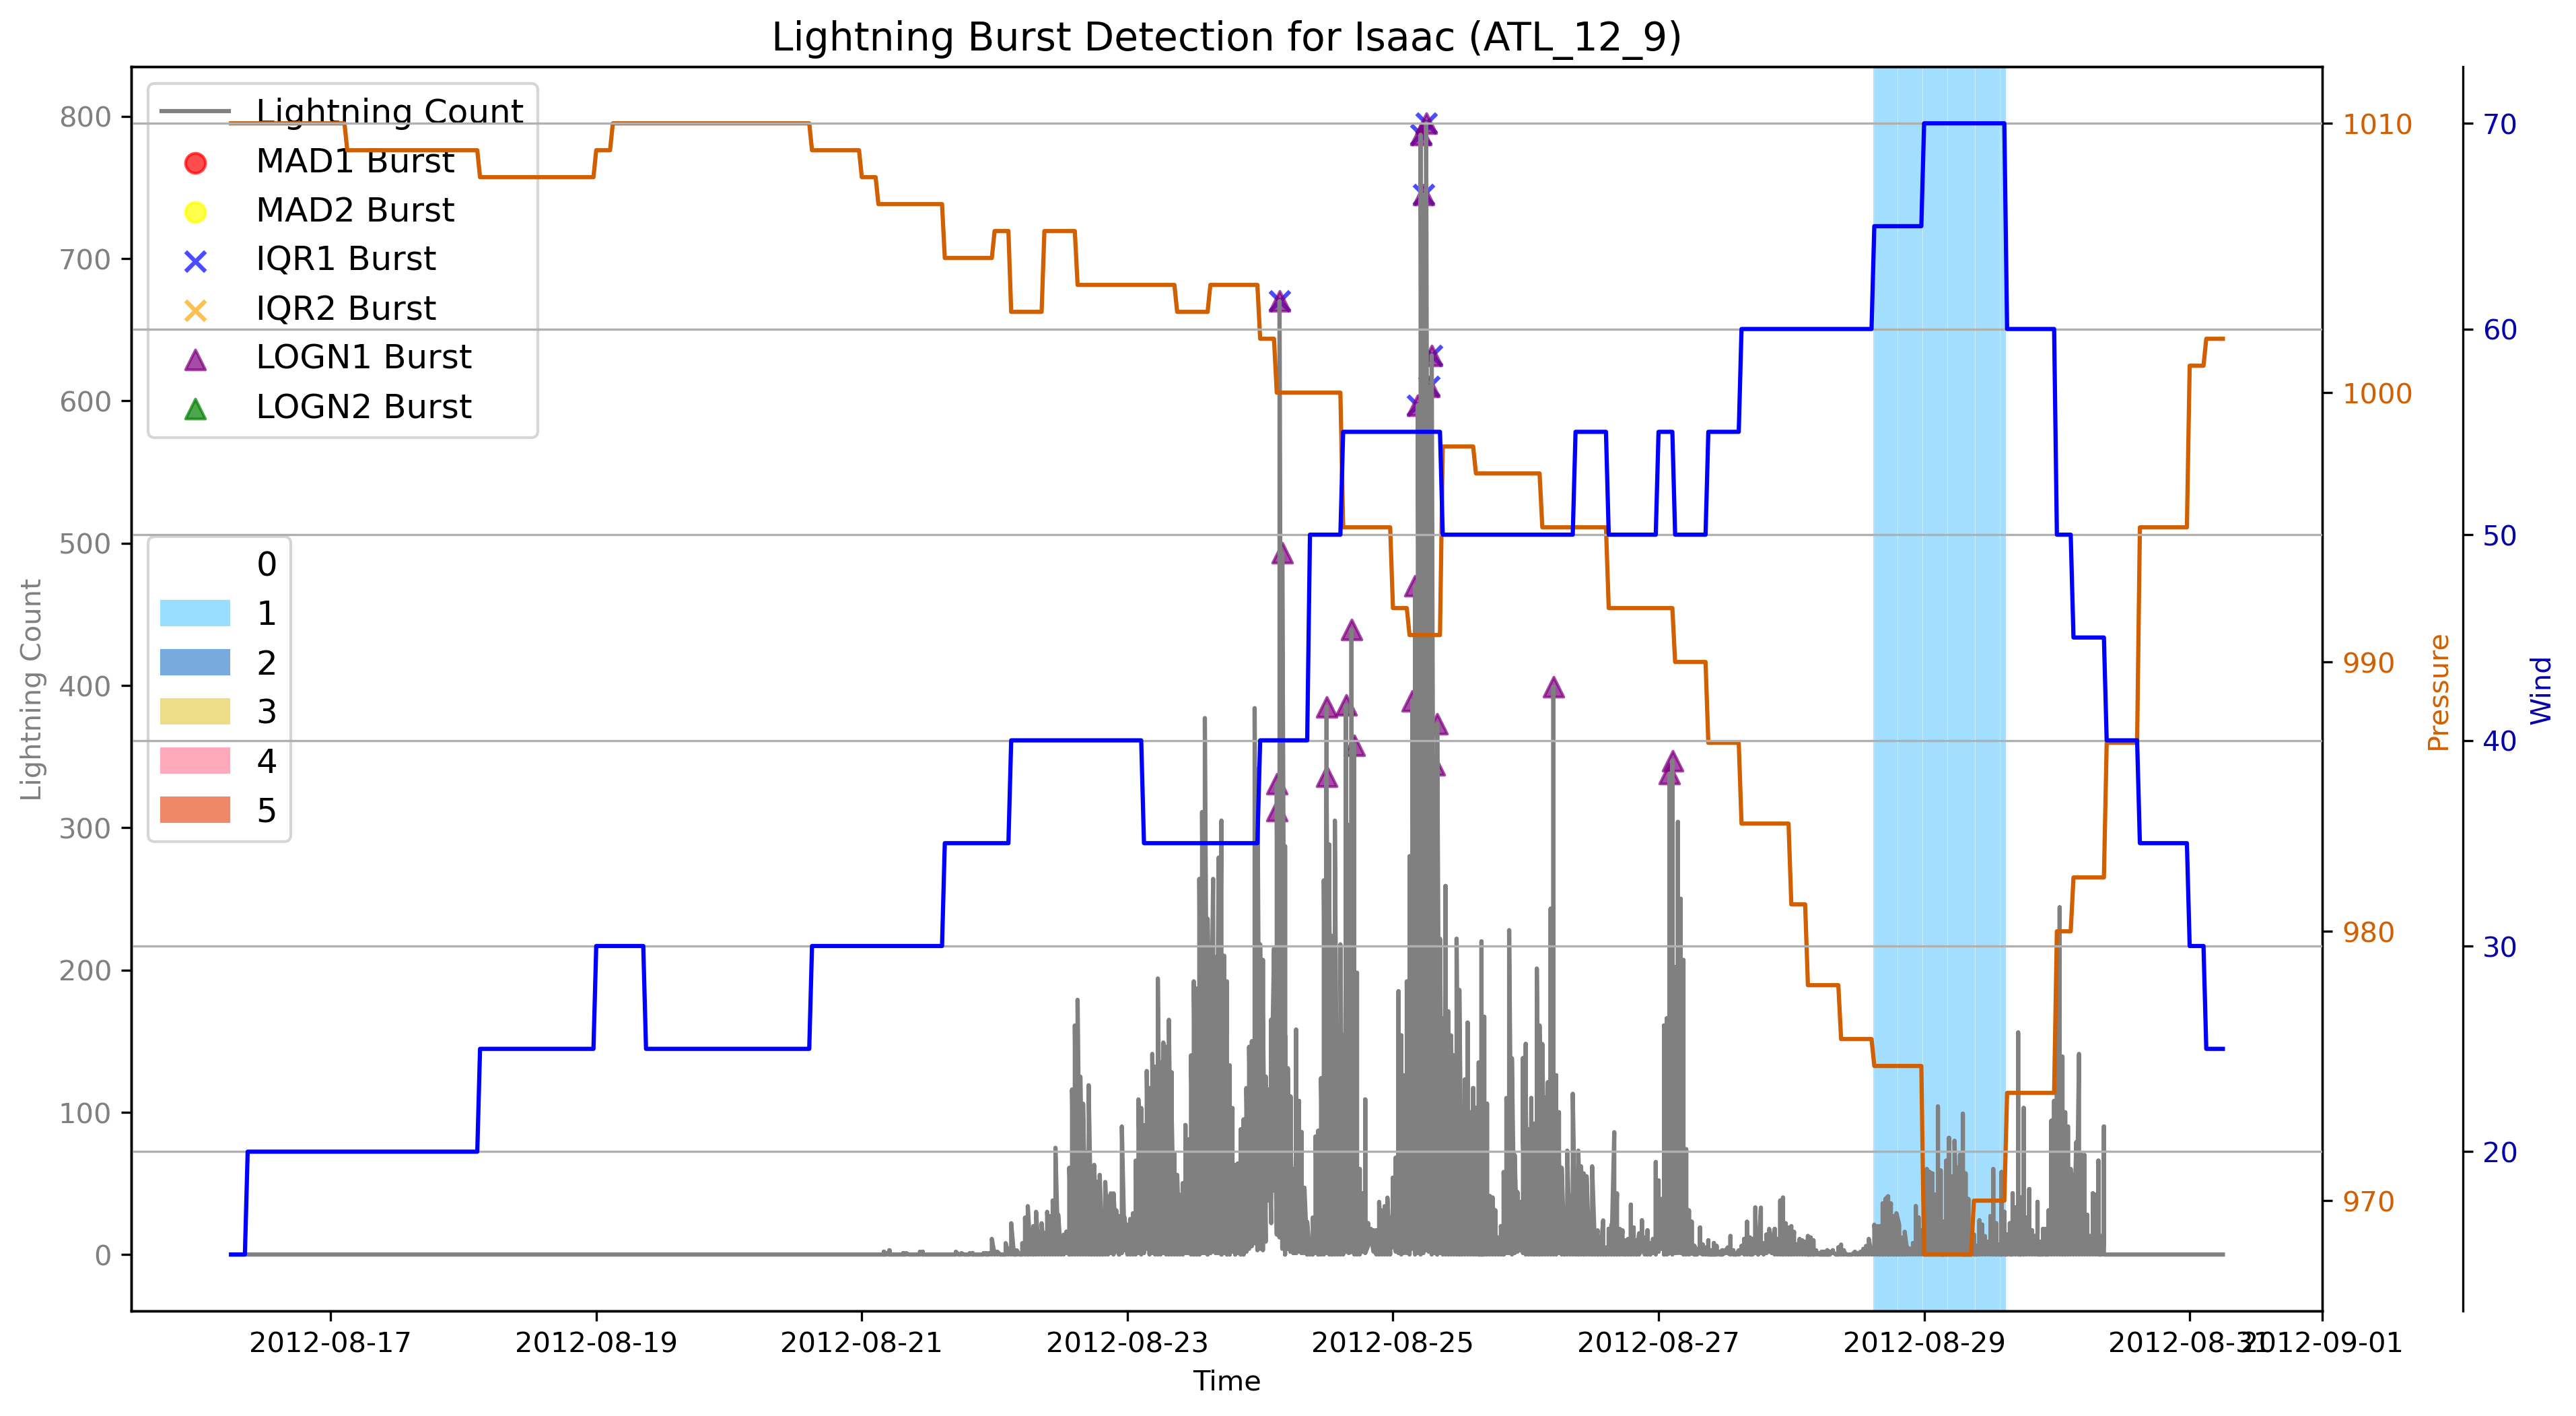 Lightning Burst Detection for Isaac (ATL_12_9)
Lightning Count
MAD1 Burst
MAD2 Burst
IQR1 Burst
IQR2 Burst
LOGN1 Burst
LOGN2 Burst
0
1
2
3
4
5
Lightning Count
800
700
600
500
400
300
200
100
0
1010
1000
990
980
970
Pressure
70
60
50
40
30
20
Wind
2012-08-17
2012-08-19
2012-08-21
2012-08-23
2012-08-25
2012-08-27
2012-08-29
2012-08-31
2012-09-01
Time